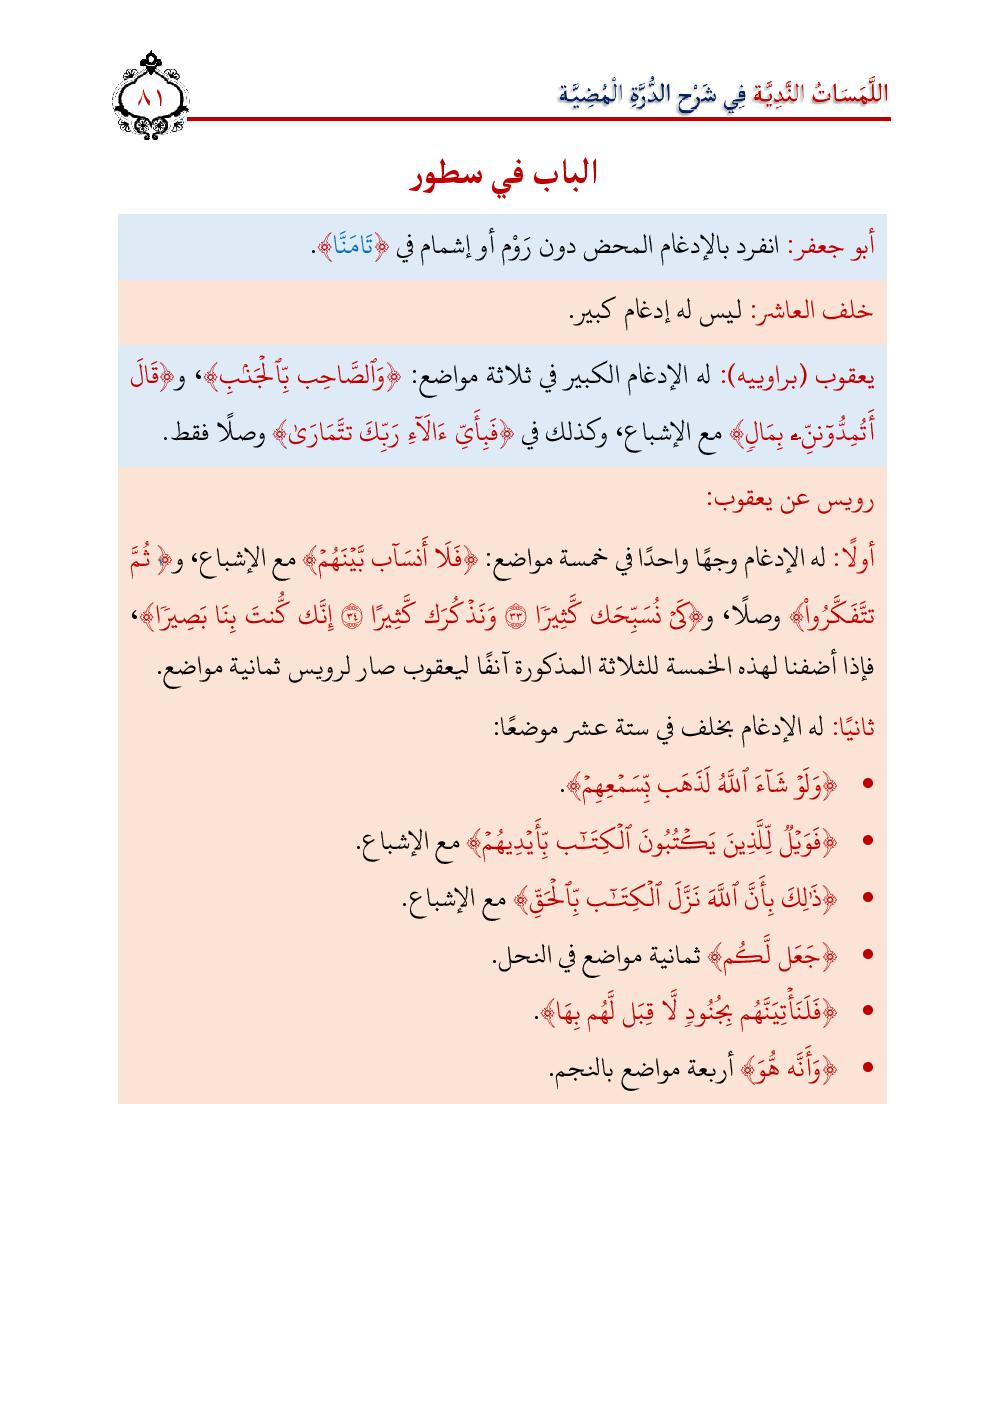 اللَّمَسَاتُ النَّدِيَّة فِي شَرْح الدُّرَّةِ الْمُضِيَّة
٨١
الباب في سطور
أبو جعفر: انفرد بالإدغام المحض دون رَوْم أو إشمام في ﴿تَامَنَّا﴾.
خلف العاشر: ليس له إدغام كبير.
يعقوب (براوييه): له الإدغام الكبير في ثلاثة مواضع: ﴿وَٱلصَّاحِب بِّٱلْجَنۢبِ﴾، و﴿قَالَ
أَتُمِدُّوٓنَنِّۦ بِمَالٖ﴾ مع الإشباع، وكذلك في ﴿فَبِأَيِّ ءَالَآءِ رَبِّكَ تتَّمَارَىٰ﴾ وصلًا فقط.
رويس عن يعقوب:
أولًا: له الإدغام وجهًا واحدًا في خمسة مواضع: ﴿فَلَا أَنسَآب بَّيْنَهُمْ﴾ مع الإشباع، و﴿ ثُمَّ
تتَّفَكَّرُواْ﴾ وصلًا، و﴿كَيْ نُسَبِّحَك كَّثِيرًا ٣٣ وَنَذْكُرَك كَّثِيرًا ٣٤ إِنَّك كُّنتَ بِنَا بَصِيرًا﴾،
فإذا أضفنا لهذه الخمسة للثلاثة المذكورة آنفًا ليعقوب صار لرويس ثمانية مواضع.
ثانيًا: له الإدغام بخلف في ستة عشر موضعًا:
• ﴿وَلَوْ شَآءَ ٱللَّهُ لَذَهَب بِّسَمْعِهِمْ﴾.
• ﴿فَوَيْلٌ لِّلَّذِينَ يَكْتُبُونَ ٱلْكِتَـٰٓب بِّأَيْدِيهُمْ﴾ مع الإشباع.
• ﴿ذَٰلِكَ بِأَنَّ ٱللَّهَ نَزَّلَ ٱلْكِتَـٰٓب بِّٱلْحَقِّ﴾ مع الإشباع.
• ﴿جَعَل لَّكُم﴾ ثمانية مواضع في النحل.
• ﴿فَلَنَأْتِيَنَّهُم بِجُنُودٖ لَّا قِبَل لَّهُم بِهَا﴾.
• ﴿وَأَنَّه هُّوَ﴾ أربعة مواضع بالنجم.